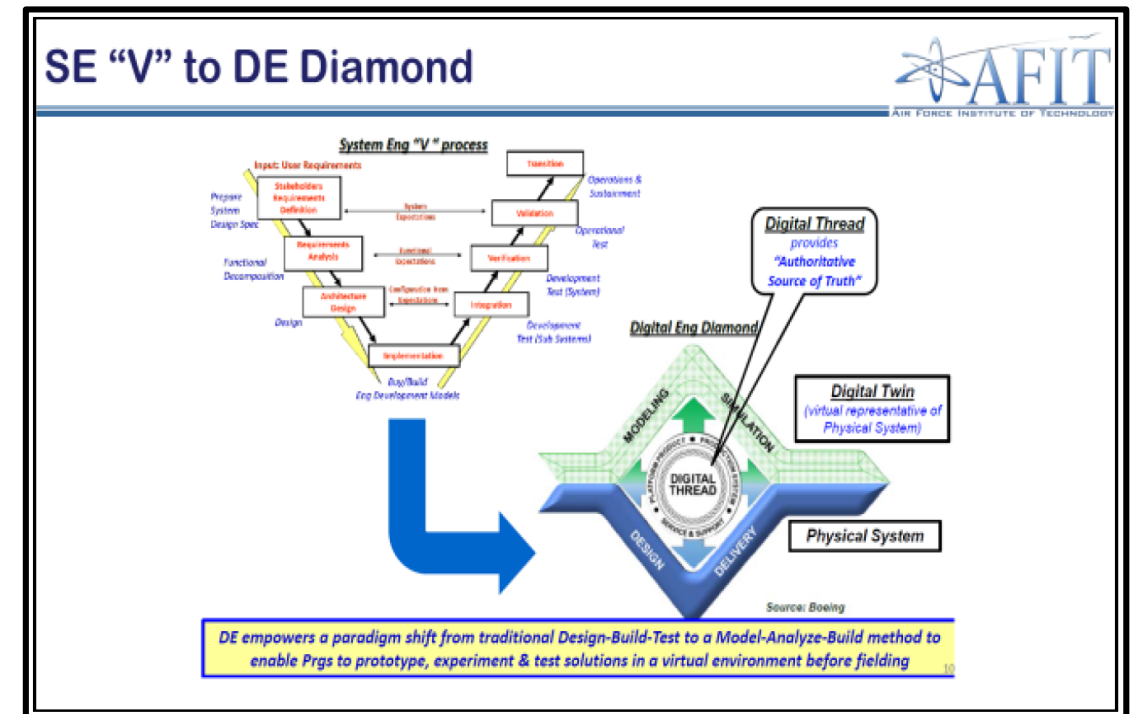 SE “V” to DE Diamond
AFIT
AIR FORCE INSTITUTE OF TECHNOLOGY
System Eng “V” process
Input: User Requirements
Stakeholders
Requirements
Definition
Prepare
System
Design Spec
System
Expectations
Transition
Operations &
Sustainment
Validation
Operational
Test
Requirements
Analysis
Functional
Decomposition
Functional
Expectations
Verification
Development
Test (System)
Architecture
Design
Design
Configuration Item
Expectations
Integration
Development
Test (Sub Systems)
Implementation
Buy/Build
Eng Development Models
Digital Thread
provides
“Authoritative
Source of Truth”
Digital Eng Diamond
MODELING
SIMULATION
PLATFORM PRODUCT • PRODUCTION SYSTEM • SERVICE & SUPPORT •
DIGITAL
THREAD
DESIGN
DELIVERY
Digital Twin
(virtual representative of
Physical System)
Physical System
Source: Boeing
DE empowers a paradigm shift from traditional Design-Build-Test to a Model-Analyze-Build method to
enable Prgs to prototype, experiment & test solutions in a virtual environment before fielding
10